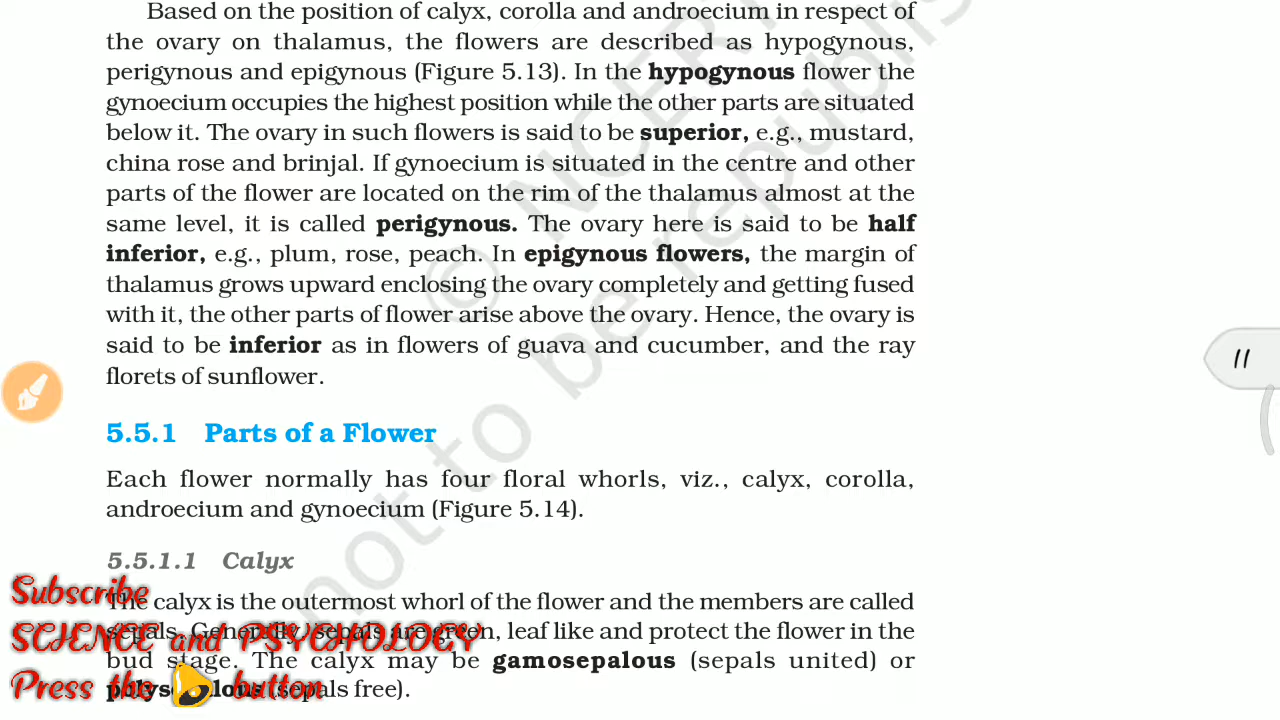 Based on the position of calyx, corolla and androecium in respect of
the ovary on thalamus, the flowers are described as hypogynous,
perigynous and epigynous (Figure 5.13). In the hypogynous flower the
gynoecium occupies the highest position while the other parts are situated
below it. The ovary in such flowers is said to be superior, e.g., mustard,
china rose and brinjal. If gynoecium is situated in the centre and other
parts of the flower are located on the rim of the thalamus almost at the
same level, it is called perigynous. The ovary here is said to be half
inferior, e.g., plum, rose, peach. In epigynous flowers, the margin of
thalamus grows upward enclosing the ovary completely and getting fused
with it, the other parts of flower arise above the ovary. Hence, the ovary is
said to be inferior as in flowers of guava and cucumber, and the ray
florets of sunflower.
11
5.5.1 Parts of a Flower
Each flower normally has four floral whorls, viz., calyx, corolla,
androecium and gynoecium (Figure 5.14).
5.5.1.1 Calyx
The calyx is the outermost whorl of the flower and the members are called
sepals. Generally, sepals are green, leaf like and protect the flower in the
bud stage. The calyx may be gamosepalous (sepals united) or
(sepals free).
Subscribe
SCIENCE and PSYCHOLOGY
Press the button
© NCERT
not to be republis